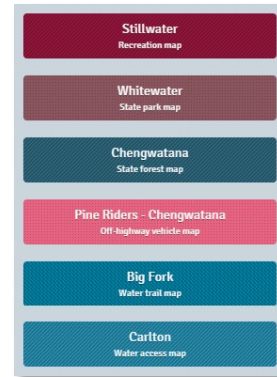 Stillwater
Recreation map
Whitewater
State park map
Chengwatana
State forest map
Pine Riders - Chengwatana
Off-highway vehicle map
Big Fork
Water trail map
Carlton
Water access map